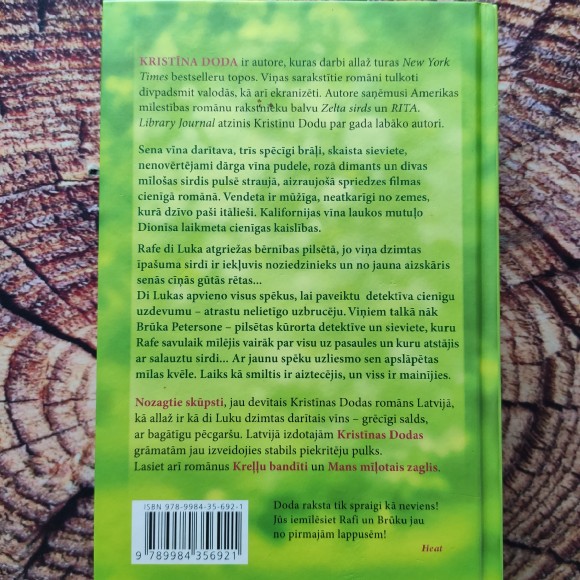 KRISTĪNA DODA ir autore, kuras darbi allaž turas New York
Times bestselleru topos. Viņas sarakstītie romāni tulkoti
divpadsmit valodās, kā arī ekranizēti. Autore saņēmusi Amerikas
mīlestības romānu rakstnieku balvu Zelta sirds un RITA.
Library Journal atzinis Kristīnu Dodu par gada labāko autori.
Sena vīna darītava, trīs spēcīgi brāļi, skaista sieviete,
nenovērtējami dārga vīna pudele, rozā dimants un divas
mīlošas sirdis pulsē straujā, aizraujošā spriedzes filmas
cienīgā romānā. Vendeta ir mūžīga, neatkarīgi no zemes,
kurā dzīvo paši itālieši. Kalifornijas vīna laukos mutuļo
Dionīsa laikmeta cienīgas kaislības.
Rafe di Luka atgriežas bērnības pilsētā, jo viņa dzimtas
īpašuma sirdī ir iekļuvis noziedzinieks un no jauna aizskāris
senās cīņās gūtās rētas...
Di Lukas apvieno visus spēkus, lai paveiktu detektīva cienīgu
uzdevumu – atrastu nelietīgo uzbrucēju. Viņiem talkā nāk
Brūka Petersone – pilsētas kūrorta detektīve un sieviete, kuru
Rafe savulaik mīlējis vairāk par visu uz pasaules un kuru atstājis
ar salauztu sirdi... Ar jaunu spēku uzliesmo sen apslāpētas
mīlas kvēle. Laiks kā smiltis ir aiztecējis, un viss ir mainījies.
Nozagtie skūpsti, jau devītais Kristīnas Dodas romāns Latvijā,
kā allaž ir kā di Luku dzimtas darītais vīns – grēcīgi salds,
ar bagātīgu pēcgaršu. Latvijā izdotajām Kristīnas Dodas
grāmatām jau izveidojies stabils piekritēju pulks.
Lasiet arī romānus Kreļļu bandīti un Mans mīļotais zaglis.
ISBN 978-9984-35-692-1
9 789984 356921
Doda raksta tik spraigi kā neviens!
Jūs iemīlēsiet Rafi un Brūku jau
no pirmajām lappusēm!
Heat